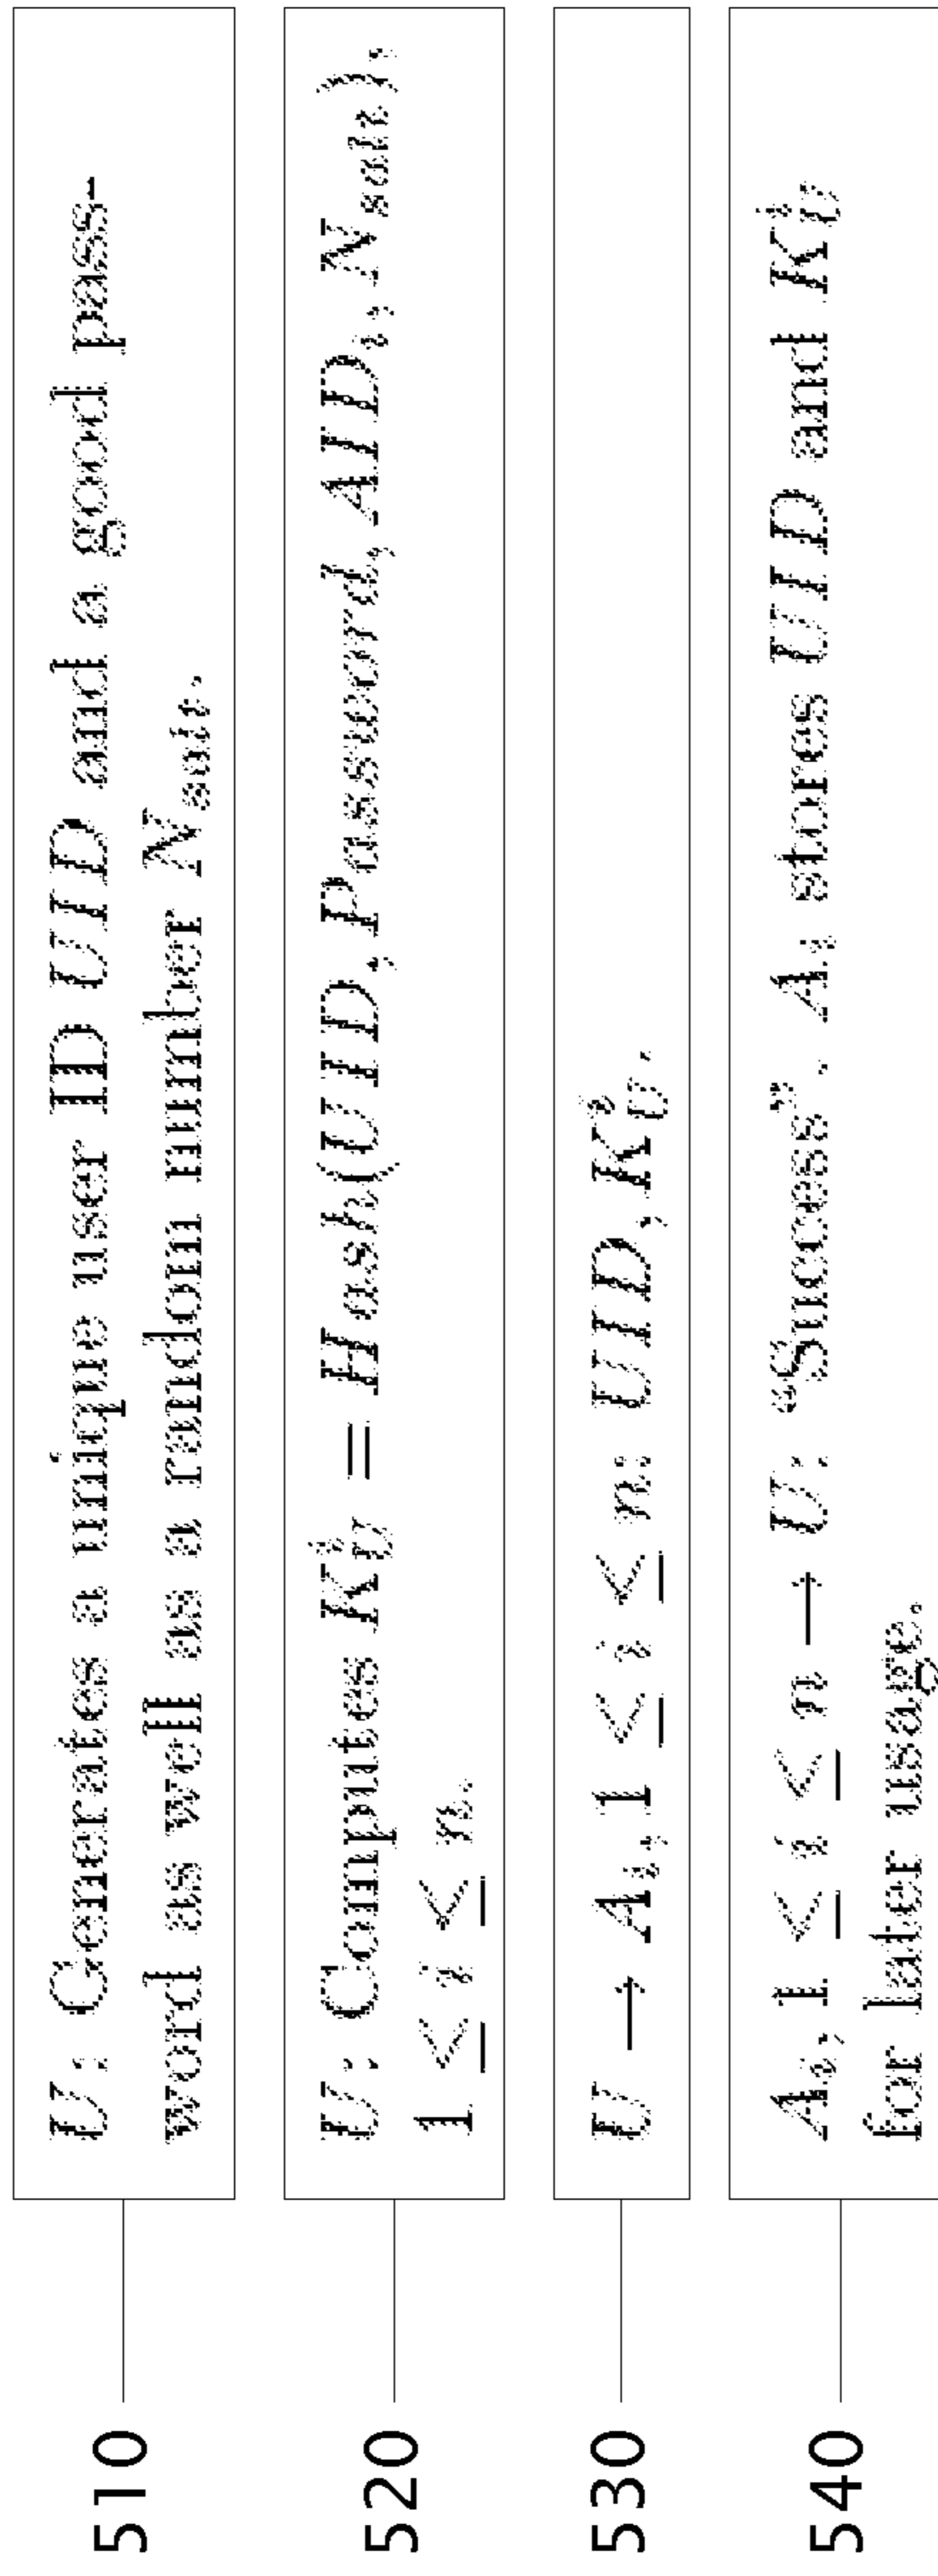 510
U: Generates a unique user ID UID and a good pass-
word as well as a random number N_salt.
520
U: Computes K_U^i = Hash(UID, Password, AID_i, N_salt),
1 ≤ i ≤ n.
530
U → A_i, 1 ≤ i ≤ n: UID, K_U^i.
540
A_i, 1 ≤ i ≤ n → U: "Success". A_i stores UID and K_U^i
for later usage.